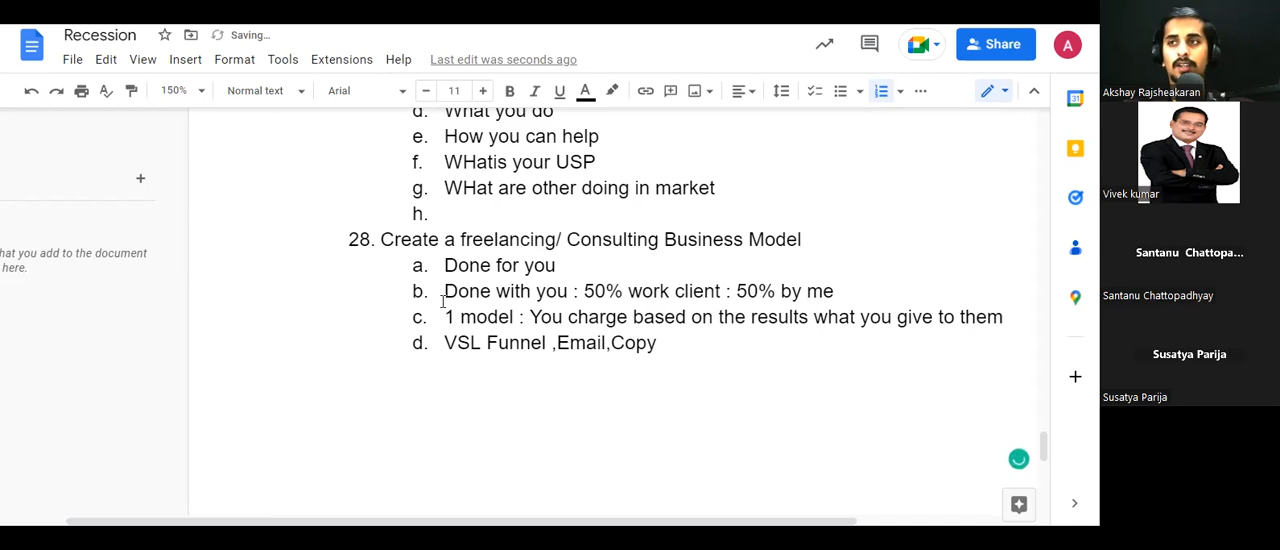 Recession
Saving...
File Edit View Insert Format Tools Extensions Help Last edit was seconds ago
Share
A
150% Normal text Arial 11
d. What you do
e. How you can help
f. WHatis your USP
g. WHat are other doing in market
h.
28. Create a freelancing/ Consulting Business Model
a. Done for you
b. Done with you : 50% work client : 50% by me
c. 1 model : You charge based on the results what you give to them
d. VSL Funnel ,Email,Copy
hat you add to the document
here.
31
Akshay Rajsheakaran
Vivek kumar
Santanu Chattopa...
Santanu Chattopadhyay
Susatya Parija
Susatya Parija